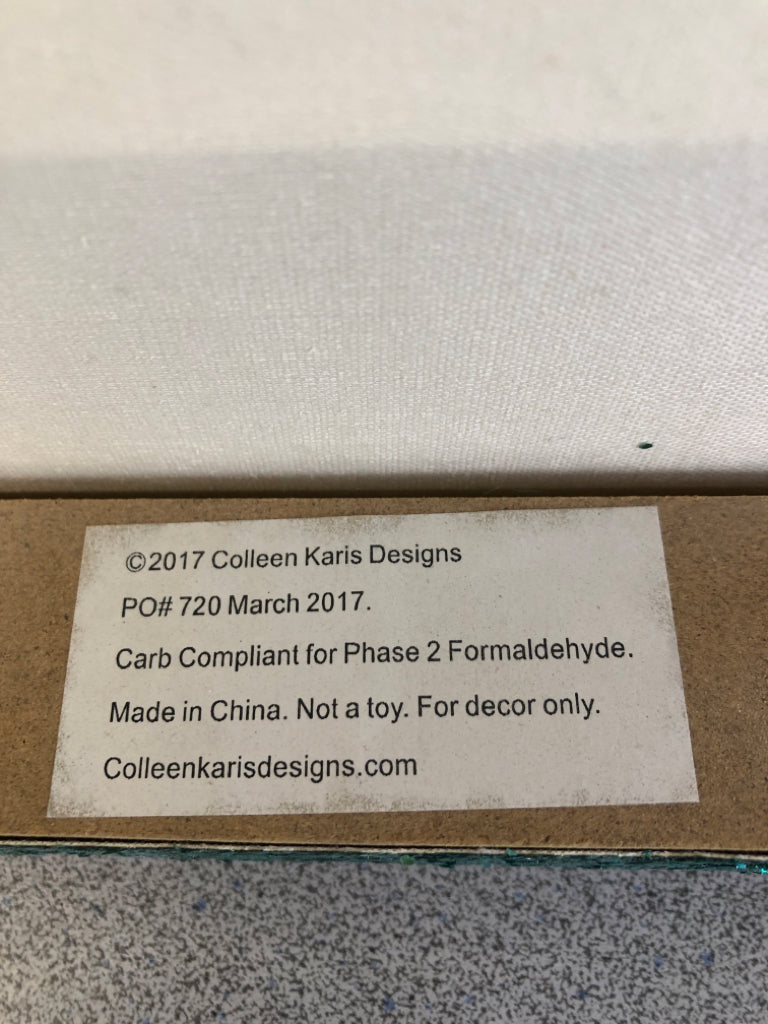 ©2017 Colleen Karis Designs
PO# 720 March 2017.
Carb Compliant for Phase 2 Formaldehyde.
Made in China. Not a toy. For decor only.
Colleenkarisdesigns.com